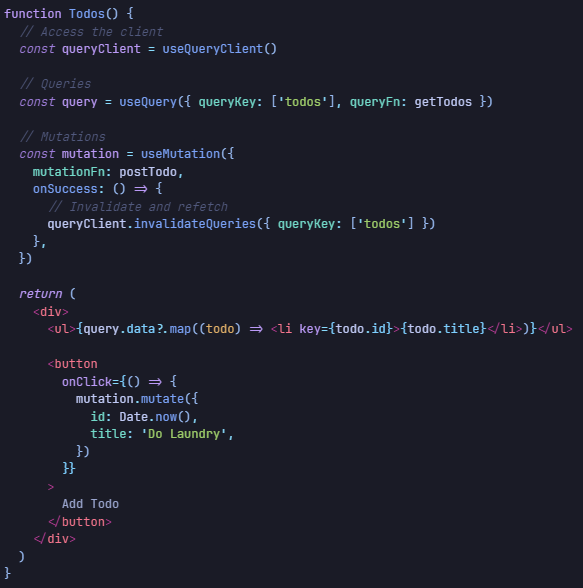 function Todos() {
  // Access the client
  const queryClient = useQueryClient()

  // Queries
  const query = useQuery({ queryKey: ['todos'], queryFn: getTodos })

  // Mutations
  const mutation = useMutation({
    mutationFn: postTodo,
    onSuccess: () => {
      // Invalidate and refetch
      queryClient.invalidateQueries({ queryKey: ['todos'] })
    },
  })

  return (
    <div>
      <ul>{query.data?.map((todo) => <li key={todo.id}>{todo.title}</li>)}</ul>

      <button
        onClick={() => {
          mutation.mutate({
            id: Date.now(),
            title: 'Do Laundry',
          })
        }}
      >
        Add Todo
      </button>
    </div>
  )
}